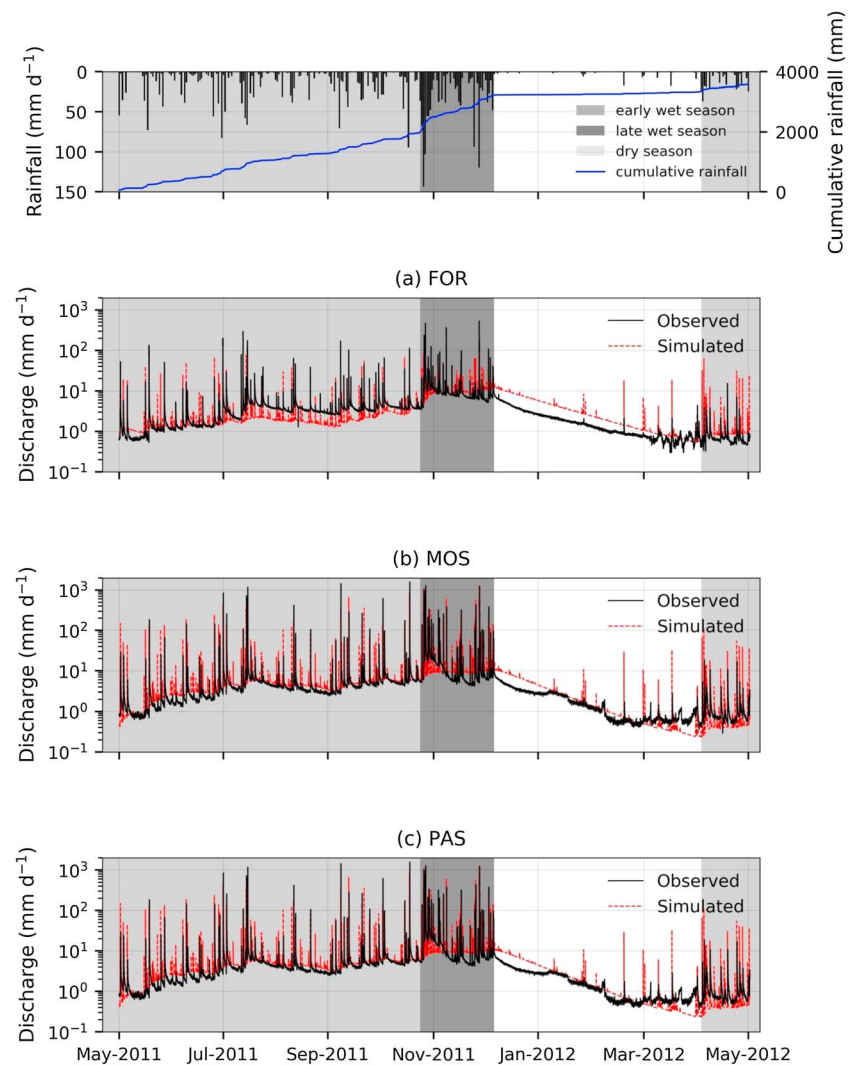 Rainfall (mm d⁻¹)
0
50
100
150
4000
2000
0
Cumulative rainfall (mm)
early wet season
late wet season
dry season
cumulative rainfall
(a) FOR
Discharge (mm d⁻¹)
10³
10²
10¹
10⁰
10⁻¹
Observed
Simulated
(b) MOS
Discharge (mm d⁻¹)
10³
10²
10¹
10⁰
10⁻¹
Observed
Simulated
(c) PAS
Discharge (mm d⁻¹)
10³
10²
10¹
10⁰
10⁻¹
Observed
Simulated
May-2011 Jul-2011 Sep-2011 Nov-2011 Jan-2012 Mar-2012 May-2012